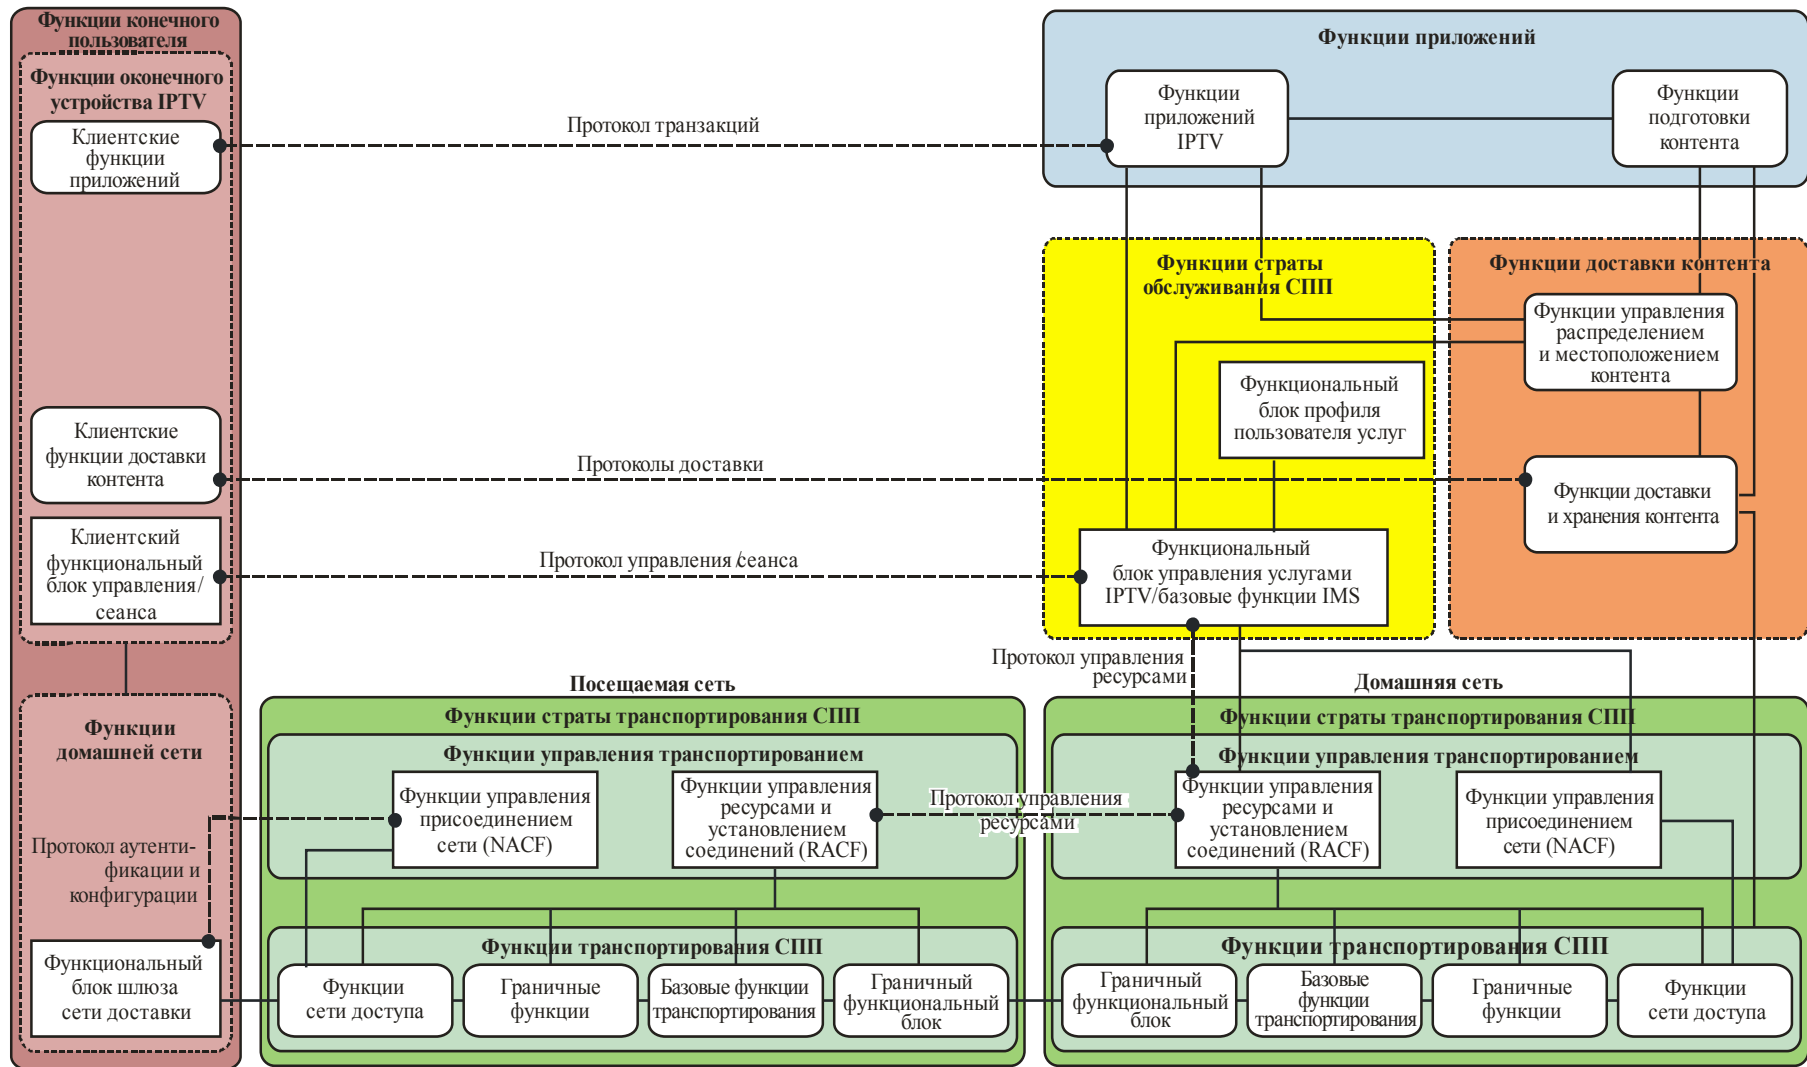 Функции конечного
пользователя
Функции оконечного
устройства IPTV
Клиентские
функции
приложений
Протокол транзакций
Функции приложений
Функции
приложений
IPTV
Функции
подготовки
контента
Функции страты
обслуживания СПП
Функции доставки контента
Функции управления
распределением
и местоположением
контента
Функциональный
блок профиля
пользователя услуг
Клиентские
функции доставки
контента
Протоколы доставки
Функции доставки
и хранения контента
Клиентский
функциональный
блок управления/
сеанса
Протокол управления /сеанса
Функциональный
блок управления услугами
IPTV/базовые функции IMS
Протокол управления
ресурсами
Посещаемая сеть
Домашняя сеть
Функции
домашней сети
Функции страты транспортирования СПП
Функции управления транспортированием
Функции управления
присоединением
сети (NACF)
Функции управления
ресурсами и
установлением
соединений (RACF)
Протокол управления
ресурсами
Функции страты транспортирования СПП
Функции управления транспортированием
Функции управления
ресурсами и
установлением
соединений (RACF)
Функции управления
присоединением
сети (NACF)
Протокол аутенти-
фикации и
конфигурации
Функциональный
блок шлюза
сети доставки
Функции транспортирования СПП
Функции
сети доступа
Граничные
функции
Базовые функции
транспортирования
Граничный
функциональный
блок
Функции транспортирования СПП
Граничный
функциональный
блок
Базовые
функции
транспортирования
Граничные
функции
Функции
сети доступа